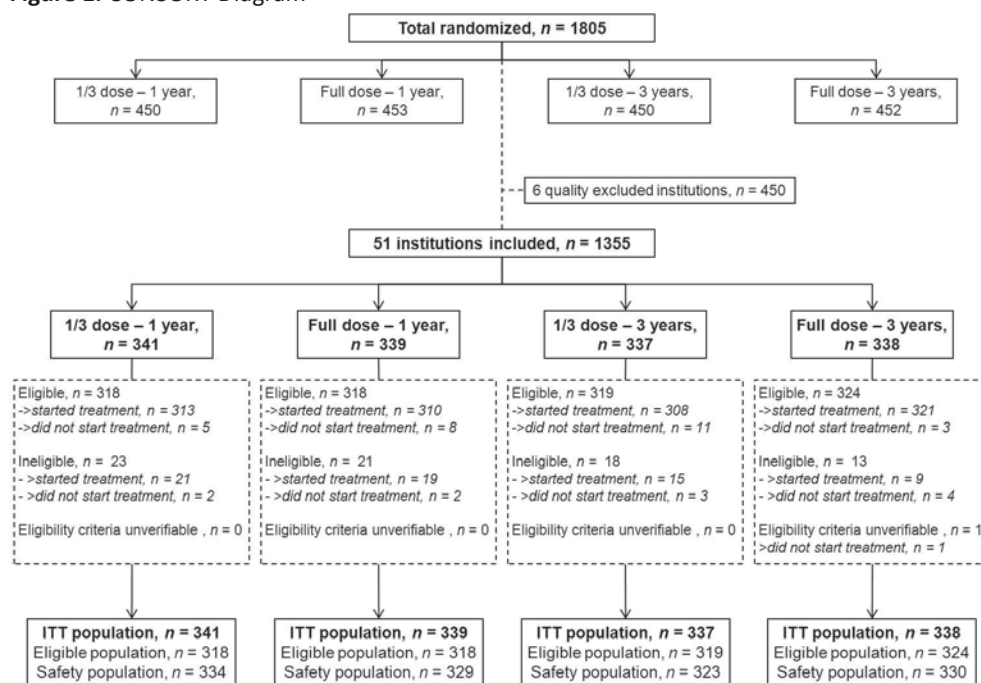 Figure 1. CONSORT Diagram
Total randomized, n = 1805
1/3 dose – 1 year,
n = 450
Full dose – 1 year,
n = 453
1/3 dose – 3 years,
n = 450
Full dose – 3 years,
n = 452
6 quality excluded institutions, n = 450
51 institutions included, n = 1355
1/3 dose – 1 year,
n = 341
Full dose – 1 year,
n = 339
1/3 dose – 3 years,
n = 337
Full dose – 3 years,
n = 338
Eligible, n = 318
->started treatment, n = 313
->did not start treatment, n = 5
Ineligible, n = 23
- >started treatment, n = 21
- >did not start treatment, n = 2
Eligibility criteria unverifiable , n = 0
Eligible, n = 318
->started treatment, n = 310
->did not start treatment, n = 8
Ineligible, n = 21
- >started treatment, n = 19
- >did not start treatment, n = 2
Eligibility criteria unverifiable , n = 0
Eligible, n = 319
->started treatment, n = 308
->did not start treatment, n = 11
Ineligible, n = 18
- >started treatment, n = 15
- >did not start treatment, n = 3
Eligibility criteria unverifiable , n = 0
Eligible, n = 324
->started treatment, n = 321
->did not start treatment, n = 3
Ineligible, n = 13
- >started treatment, n = 9
- >did not start treatment, n = 4
Eligibility criteria unverifiable , n = 1
>did not start treatment, n = 1
ITT population, n = 341
Eligible population, n = 318
Safety population, n = 334
ITT population, n = 339
Eligible population, n = 318
Safety population, n = 329
ITT population, n = 337
Eligible population, n = 319
Safety population, n = 323
ITT population, n = 338
Eligible population, n = 324
Safety population, n = 330